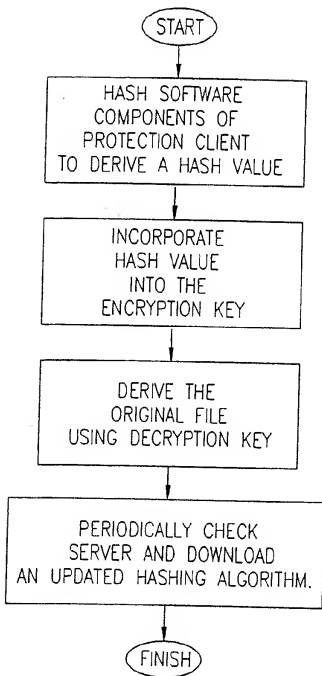 START
HASH SOFTWARE
COMPONENTS OF
PROTECTION CLIENT
TO DERIVE A HASH VALUE
INCORPORATE
HASH VALUE
INTO THE
ENCRYPTION KEY
DERIVE THE
ORIGINAL FILE
USING DECRYPTION KEY
PERIODICALLY CHECK
SERVER AND DOWNLOAD
AN UPDATED HASHING ALGORITHM.
FINISH